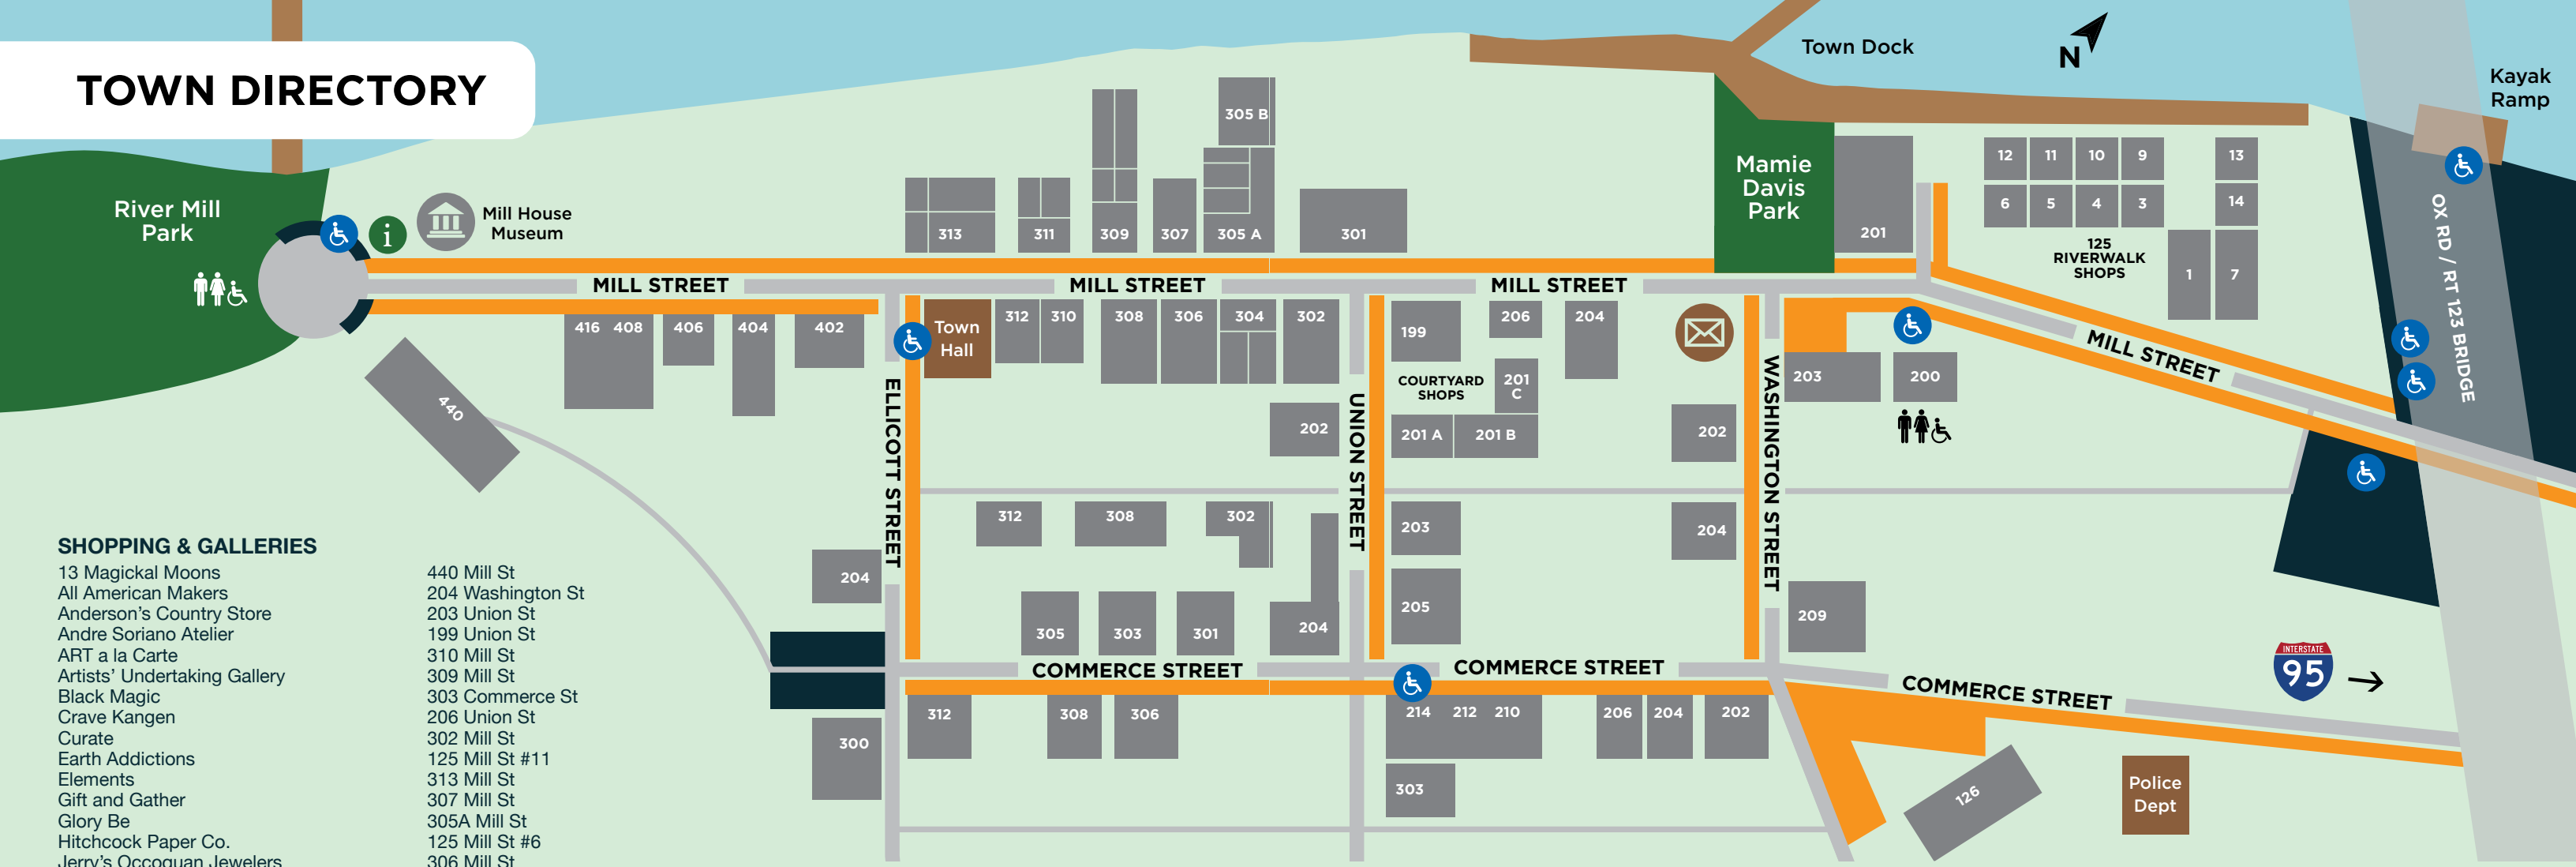 TOWN DIRECTORY
Town Dock
N
Kayak
Ramp
River Mill
Park
i
Mill House
Museum
313
311
309
307
305 B
305 A
301
Mamie
Davis
Park
201
12
11
10
9
13
6
5
4
3
14
125
RIVERWALK
SHOPS
1
7
OX RD / RT 123 BRIDGE
MILL STREET
MILL STREET
MILL STREET
MILL STREET
416
408
406
404
402
440
Town
Hall
312
310
308
306
304
302
202
199
206
204
COURTYARD
SHOPS
201
C
201 A
201 B
202
203
200
ELLICOTT STREET
UNION STREET
WASHINGTON STREET
312
308
302
203
204
204
305
303
301
204
205
209
COMMERCE STREET
COMMERCE STREET
COMMERCE STREET
INTERSTATE
95
300
312
308
306
214
212
210
206
204
202
303
126
Police
Dept
SHOPPING & GALLERIES
13 Magickal Moons 440 Mill St
All American Makers 204 Washington St
Anderson's Country Store 203 Union St
Andre Soriano Atelier 199 Union St
ART a la Carte 310 Mill St
Artists' Undertaking Gallery 309 Mill St
Black Magic 303 Commerce St
Crave Kangen 206 Union St
Curate 302 Mill St
Earth Addictions 125 Mill St #11
Elements 313 Mill St
Gift and Gather 307 Mill St
Glory Be 305A Mill St
Hitchcock Paper Co. 125 Mill St #6
Jerry's Occoquan Jewelers 306 Mill St